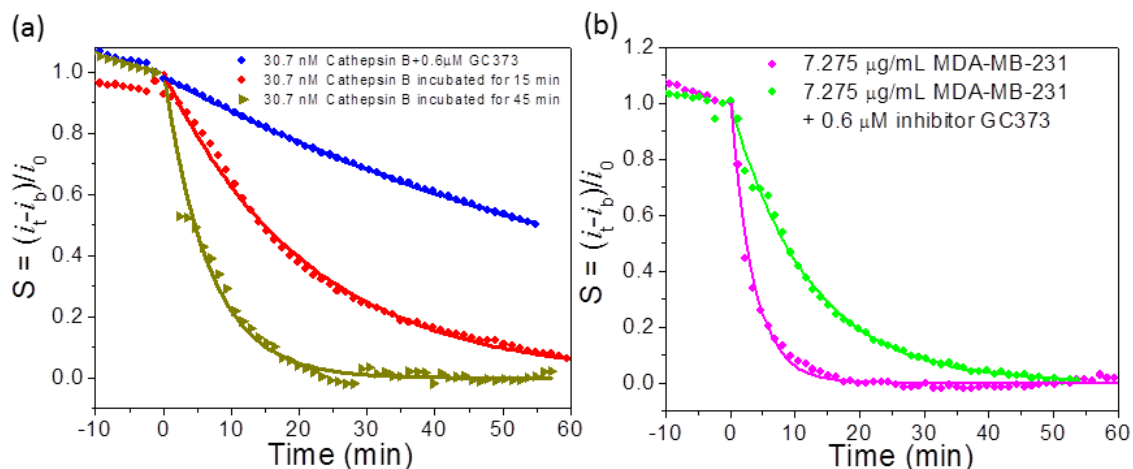 (a)
S = (it-ib)/i0
1.0
0.8
0.6
0.4
0.2
0.0
30.7 nM Cathepsin B+0.6μM GC373
30.7 nM Cathepsin B incubated for 15 min
30.7 nM Cathepsin B incubated for 45 min
-10 0 10 20 30 40 50 60
Time (min)
(b)
S = (it-ib)/i0
1.2
1.0
0.8
0.6
0.4
0.2
0.0
7.275 μg/mL MDA-MB-231
7.275 μg/mL MDA-MB-231
+ 0.6 μM inhibitor GC373
-10 0 10 20 30 40 50 60
Time (min)